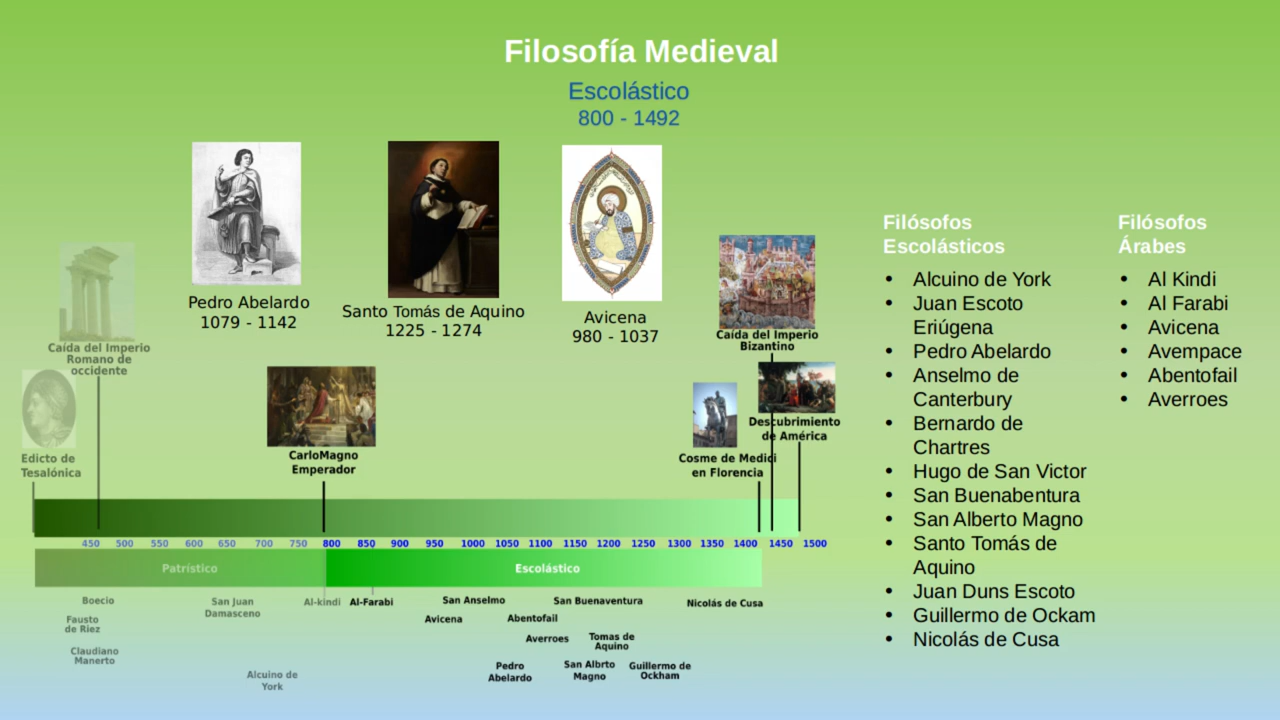 Filosofía Medieval
Escolástico
800 - 1492
Pedro Abelardo
1079 - 1142
Santo Tomás de Aquino
1225 - 1274
Avicena
980 - 1037
Caída del Imperio
Romano de
occidente
Edicto de
Tesalónica
CarloMagno
Emperador
Caída del Imperio
Bizantino
Descubrimiento
de América
Cosme de Medici
en Florencia
450 500 550 600 650 700 750 800 850 900 950 1000 1050 1100 1150 1200 1250 1300 1350 1400 1450 1500
Patrístico
Escolástico
Boecio
Fausto
de Riez
Claudiano
Manerto
San Juan
Damasceno
Alcuino de
York
Al-kindi
Al-Farabi
San Anselmo
Avicena
Abentofail
Averroes
Pedro
Abelardo
San Buenaventura
Tomas de
Aquino
San Albrto
Magno
Guillermo de
Ockham
Nicolás de Cusa
Filósofos
Escolásticos
• Alcuino de York
• Juan Escoto
Eriúgena
• Pedro Abelardo
• Anselmo de
Canterbury
• Bernardo de
Chartres
• Hugo de San Victor
• San Buenabentura
• San Alberto Magno
• Santo Tomás de
Aquino
• Juan Duns Escoto
• Guillermo de Ockam
• Nicolás de Cusa
Filósofos
Árabes
• Al Kindi
• Al Farabi
• Avicena
• Avempace
• Abentofail
• Averroes